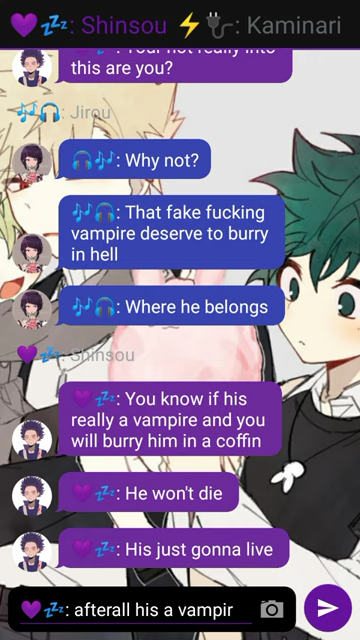 💜💤: Shinsou ⚡🔌: Kaminari
this are you?
🎶🎧: Jirou
🎧🎶: Why not?
🎶🎧: That fake fucking
vampire deserve to burry
in hell
🎶🎧: Where he belongs
💜💤: Shinsou
💜💤: You know if his
really a vampire and you
will burry him in a coffin
💜💤: He won't die
💜💤: His just gonna live
💜💤: afterall his a vampir